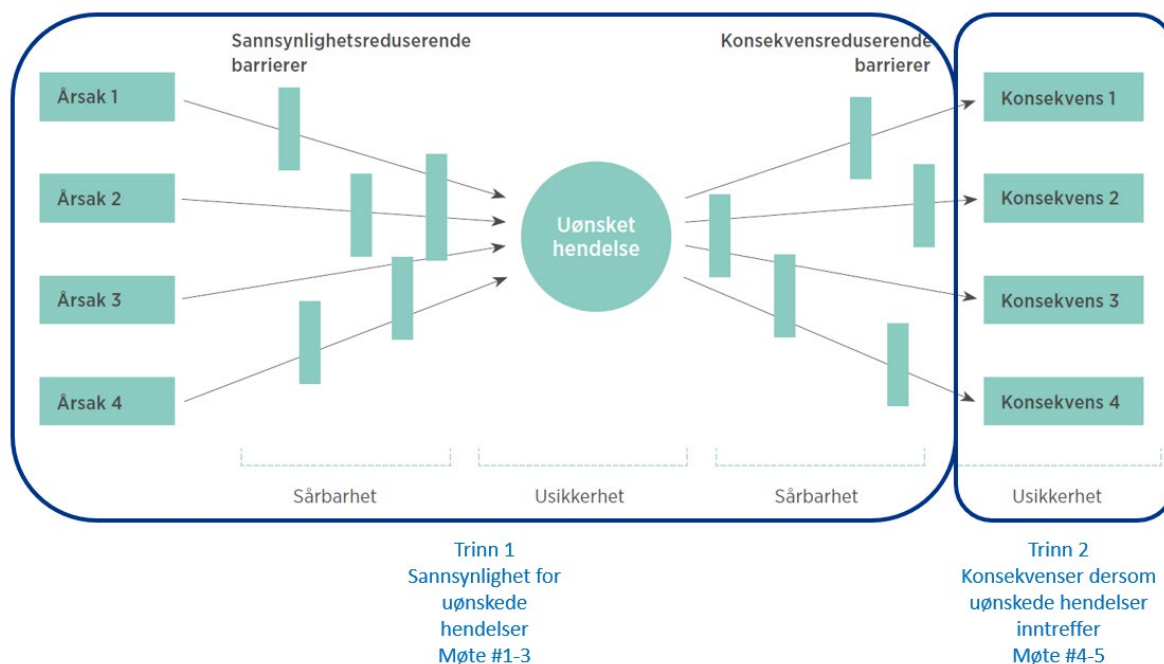 Sannsynlighetsreduserende
barrierer
Konsekvensreduserende
barrierer
Årsak 1
Årsak 2
Årsak 3
Årsak 4
Uønsket
hendelse
Konsekvens 1
Konsekvens 2
Konsekvens 3
Konsekvens 4
Sårbarhet
Usikkerhet
Sårbarhet
Usikkerhet
Trinn 1
Sannsynlighet for
uønskede
hendelser
Møte #1-3
Trinn 2
Konsekvenser dersom
uønskede hendelser
inntreffer
Møte #4-5